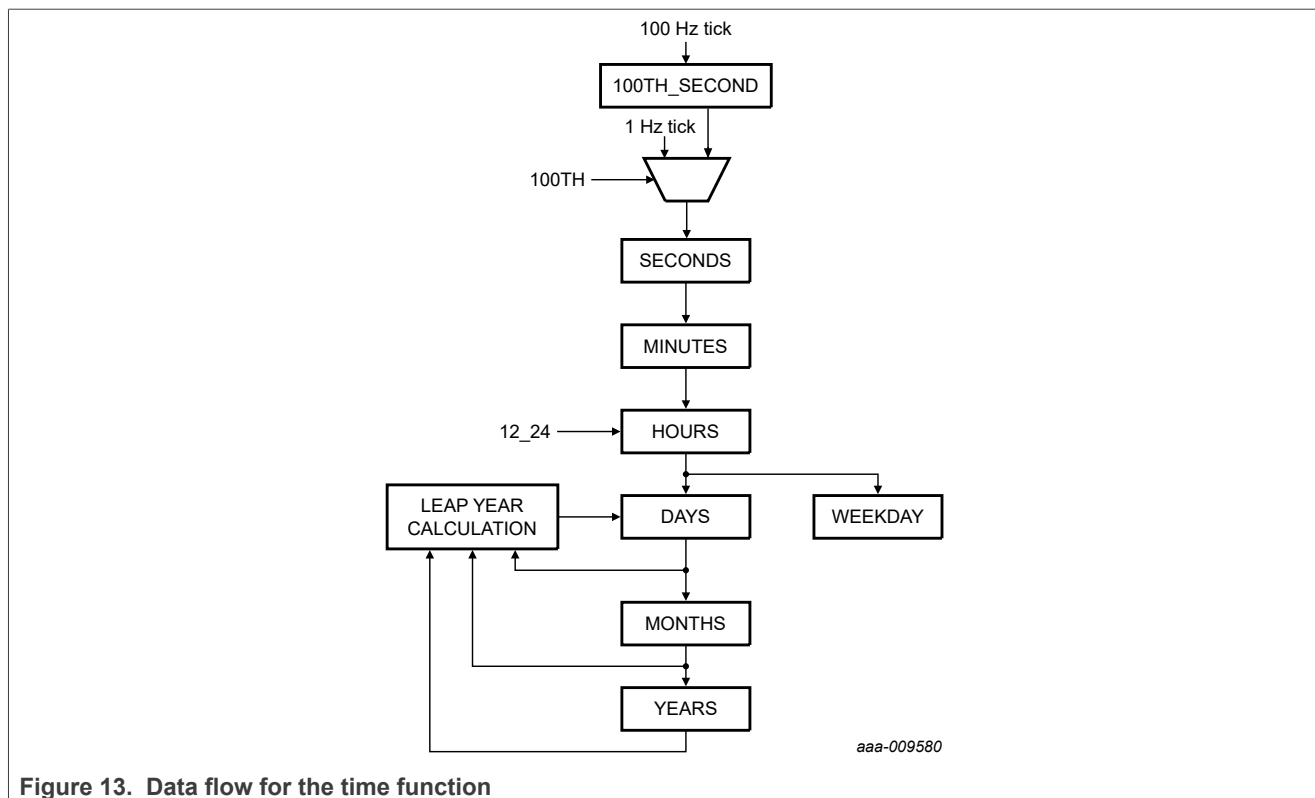 100 Hz tick
100TH_SECOND
1 Hz tick
100TH
SECONDS
MINUTES
12_24
HOURS
LEAP YEAR
CALCULATION
DAYS
WEEKDAY
MONTHS
YEARS
aaa-009580
Figure 13. Data flow for the time function